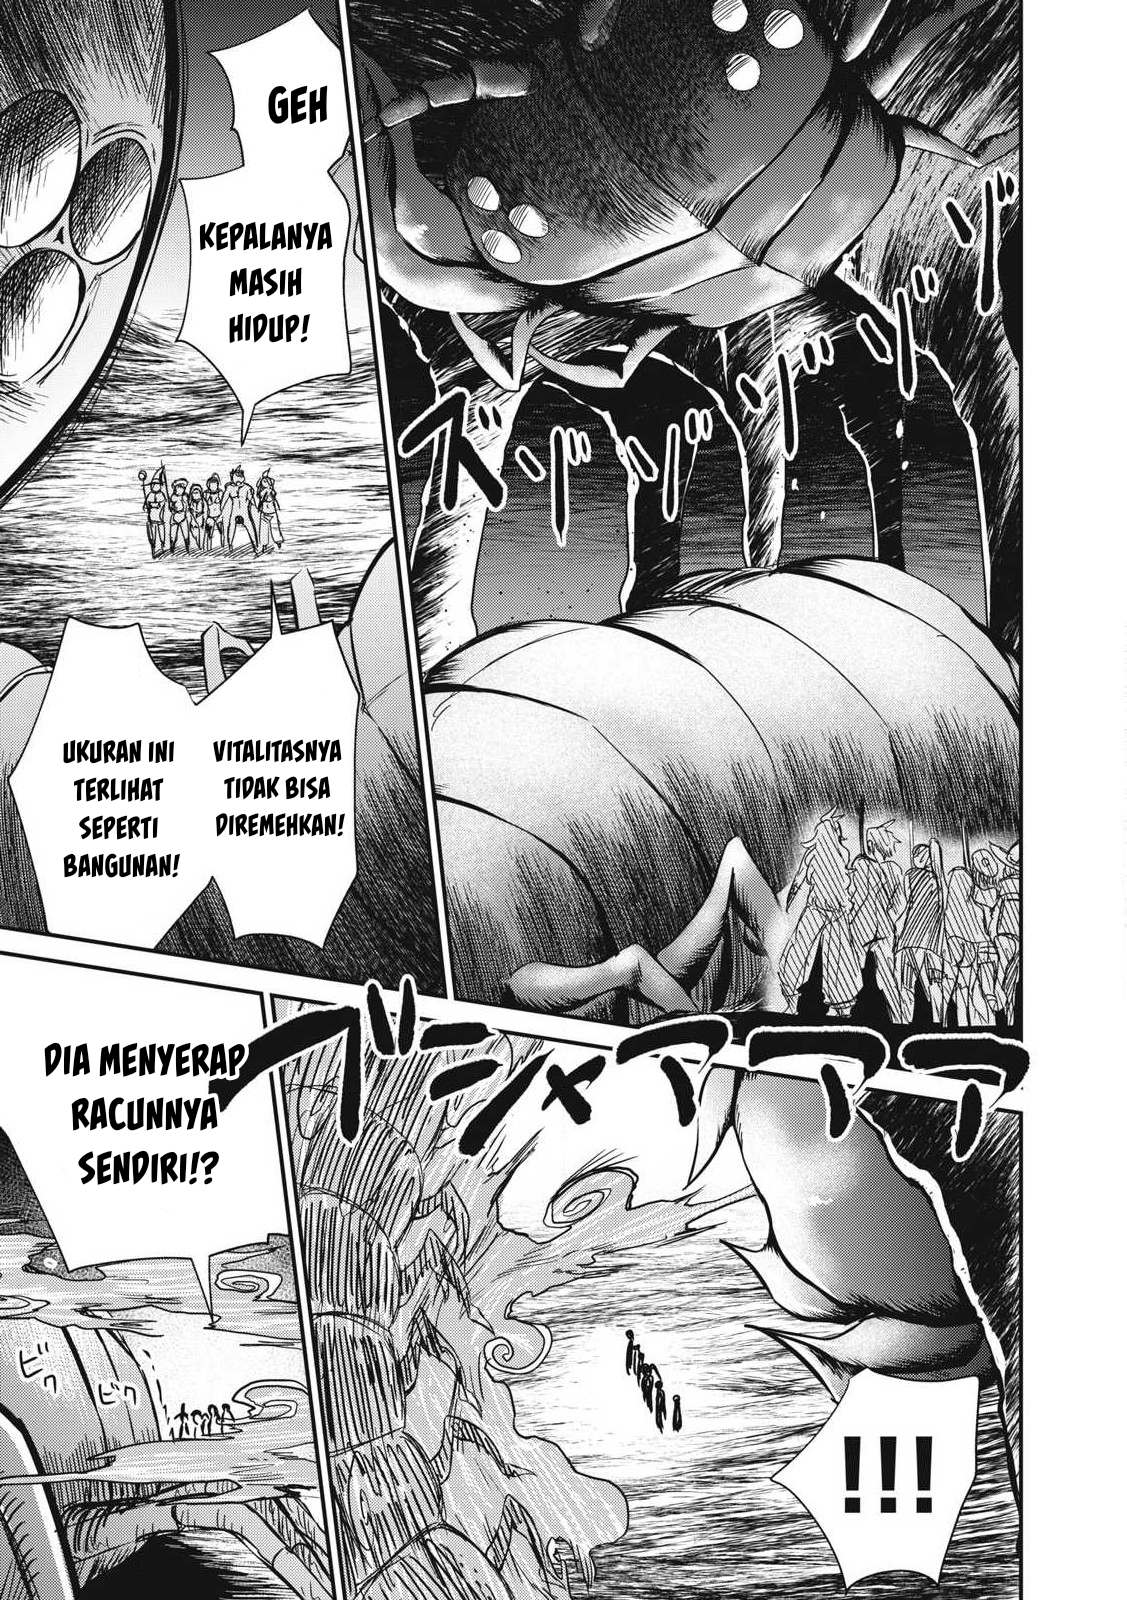 ズゾゾゾゾゾ
GEH
KEPALANYA
MASIH
HIDUP!
VITALITASNYA
TIDAK BISA
DIREMEHKAN!
UKURAN INI
TERLIHAT
SEPERTI
BANGUNAN!
ブシャアアア
!!!
DIA MENYERAP
RACUNNYA
SENDIRI!?
ビク
ビク